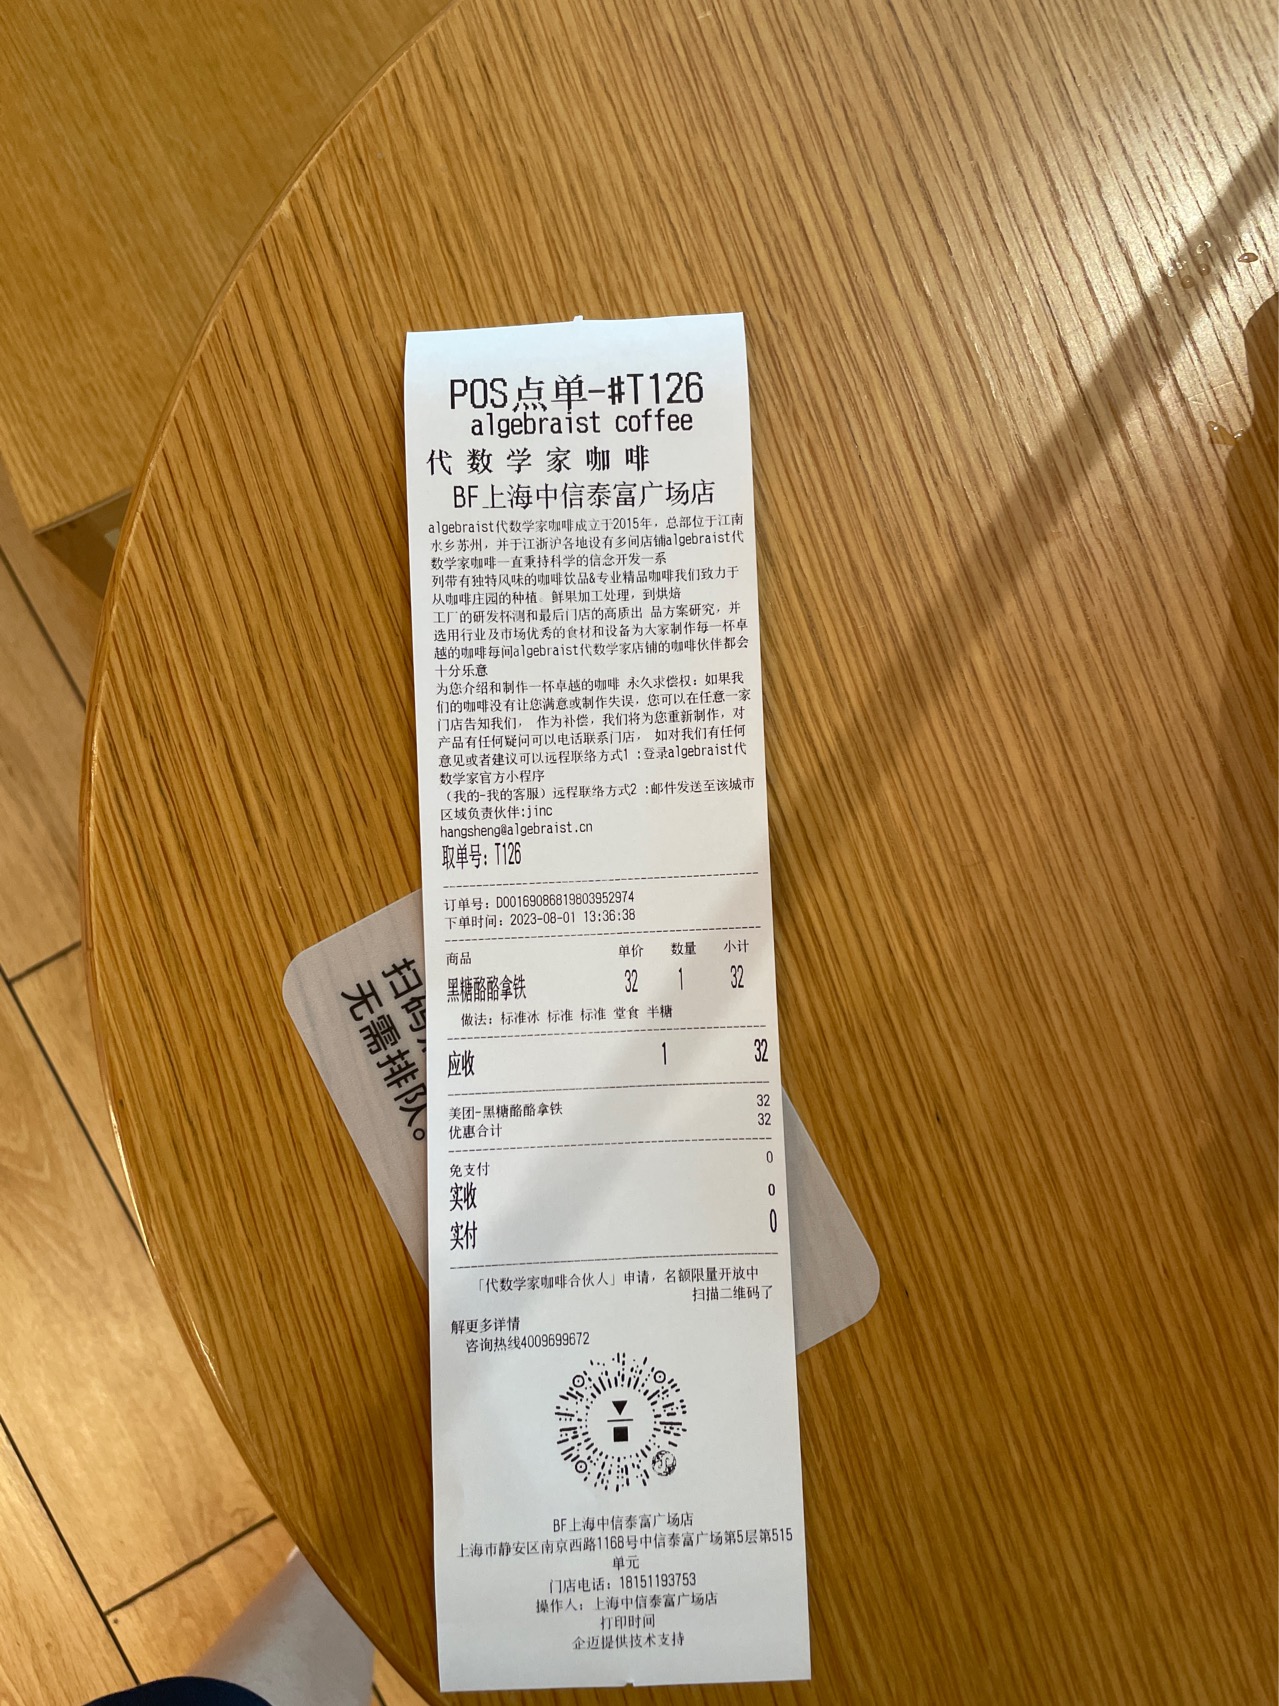 POS点单-#T126
algebraist coffee
代数学家咖啡
BF上海中信泰富广场店
algebraist代数学家咖啡成立于2015年，总部位于江南
水乡苏州，并于江浙沪各地设有多间店铺algebraist代
数学家咖啡一直秉持科学的信念开发一系
列带有独特风味的咖啡饮品&专业精品咖啡我们致力于
从咖啡庄园的种植、鲜果加工处理，到烘焙
工厂的研发杯测和最后门店的高质出 品方案研究，并
选用行业及市场优秀的食材和设备为大家制作每一杯卓
越的咖啡每间algebraist代数学家店铺的咖啡伙伴都会
十分乐意
为您介绍和制作一杯卓越的咖啡 永久求偿权：如果我
们的咖啡没有让您满意或制作失误，您可以在任意一家
门店告知我们， 作为补偿，我们将为您重新制作，对
产品有任何疑问可以电话联系门店， 如对我们有任何
意见或者建议可以远程联络方式1 :登录algebraist代
数学家官方小程序
（我的-我的客服）远程联络方式2 :邮件发送至该城市
区域负责伙伴:jinc
hangsheng@algebraist.cn
取单号：T126
订单号：D00169086819803952974
下单时间：2023-08-01 13:36:38
商品 单价 数量 小计
黑糖酪酪拿铁 32 1 32
做法：标准冰 标准 标准 堂食 半糖
应收 1 32
美团-黑糖酪酪拿铁 32
优惠合计 32
免支付 0
实收 0
实付 0
「代数学家咖啡合伙人」申请，名额限量开放中
扫描二维码了
解更多详情
咨询热线4009699672
BF上海中信泰富广场店
上海市静安区南京西路1168号中信泰富广场第5层第515
单元
门店电话：18151193753
操作人：上海中信泰富广场店
打印时间
企迈提供技术支持
扫码
无需排队。